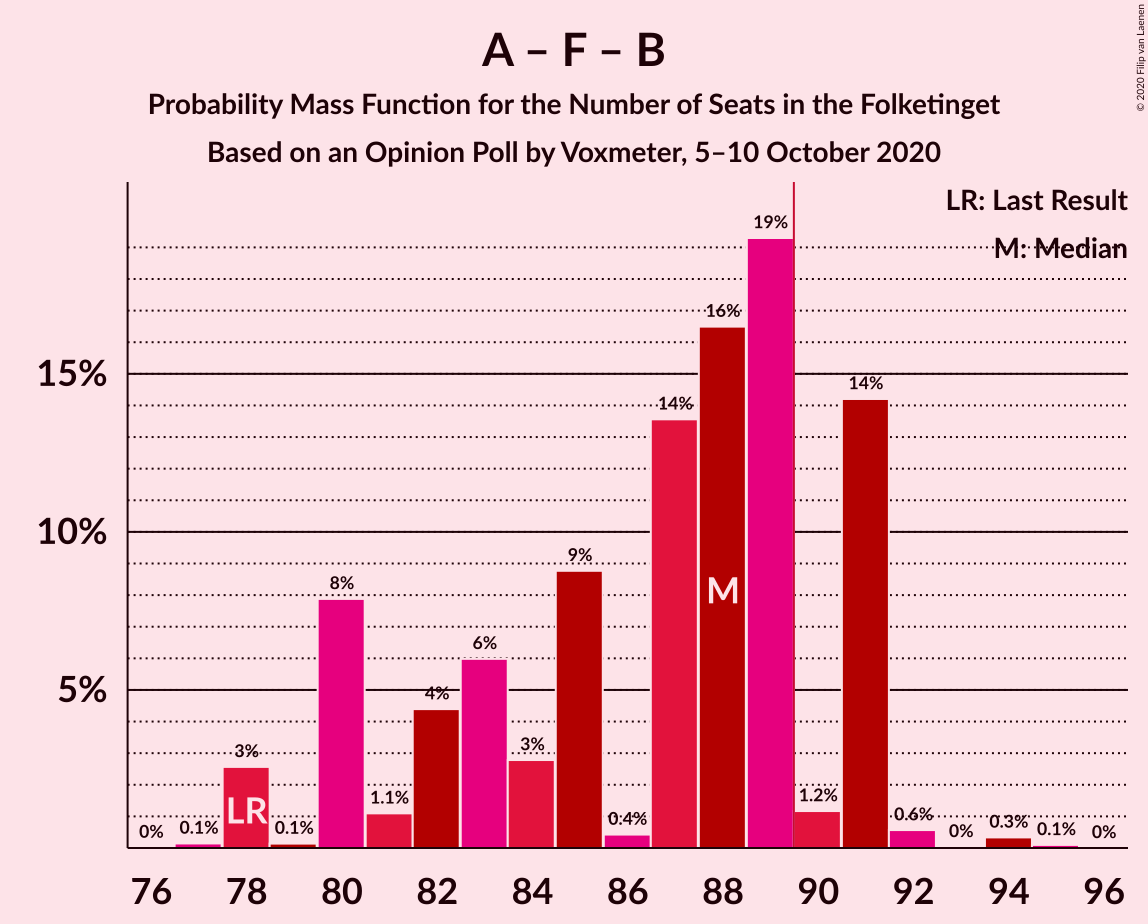 A – F – B
Probability Mass Function for the Number of Seats in the Folketinget
Based on an Opinion Poll by Voxmeter, 5–10 October 2020
© 2020 Filip van Laenen
LR: Last Result
M: Median
15%
10%
5%
0%
0.1%
3%
0.1%
8%
1.1%
4%
6%
3%
9%
0.4%
14%
16%
19%
1.2%
14%
0.6%
0%
0.3%
0.1%
0%
LR
M
76 78 80 82 84 86 88 90 92 94 96